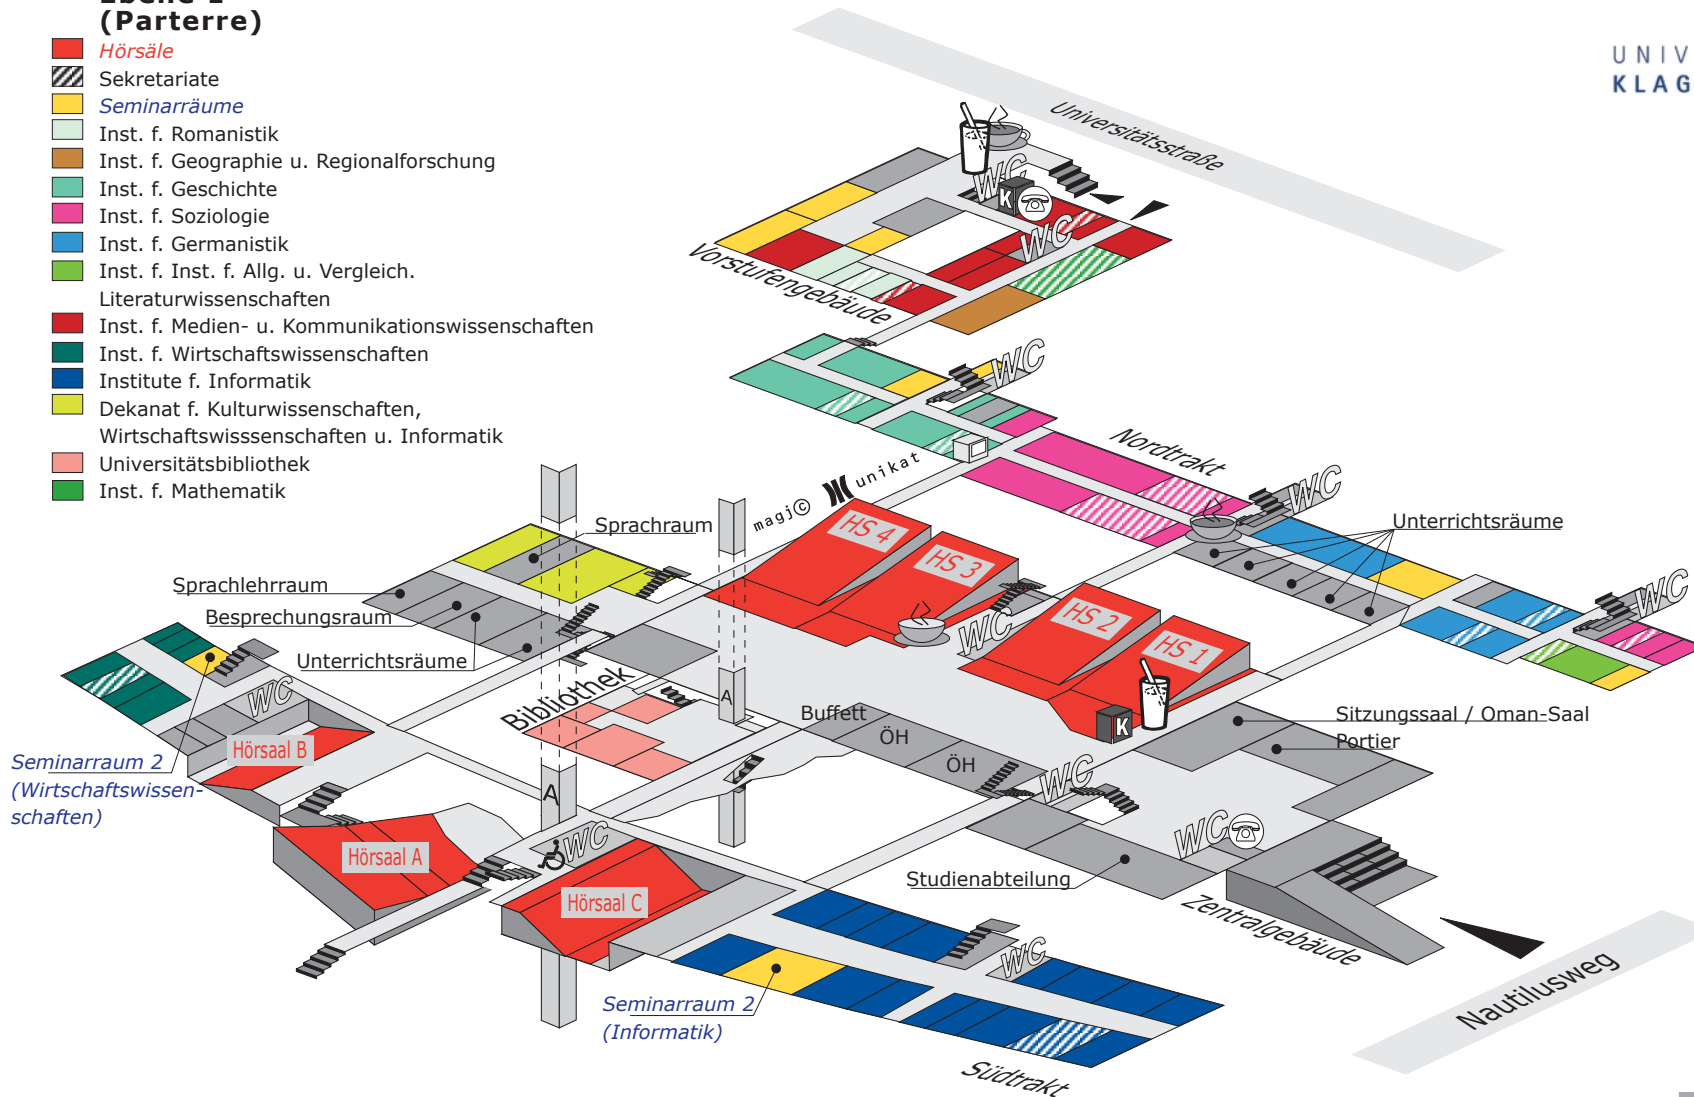 (Parterre)
Hörsäle
Sekretariate
Seminarräume
Inst. f. Romanistik
Inst. f. Geographie u. Regionalforschung
Inst. f. Geschichte
Inst. f. Soziologie
Inst. f. Germanistik
Inst. f. Inst. f. Allg. u. Vergleich.
Literaturwissenschaften
Inst. f. Medien- u. Kommunikationswissenschaften
Inst. f. Wirtschaftswissenschaften
Institute f. Informatik
Dekanat f. Kulturwissenschaften,
Wirtschaftswisssenschaften u. Informatik
Universitätsbibliothek
Inst. f. Mathematik
UNIV
KLAG
Universitätsstraße
WC
K
WC
Vorstufengebäude
WC
Nordtrakt
magj©
unikat
WC
Unterrichtsräume
Sprachraum
HS 4
HS 3
Sprachlehrraum
Besprechungsraum
Unterrichtsräume
WC
HS 2
HS 1
WC
WC
Bibliothek
A
Buffett
ÖH
ÖH
K
Sitzungssaal / Oman-Saal
Portier
Hörsaal B
Seminarraum 2
(Wirtschaftswissen-
schaften)
A
WC
WC
WC
Hörsaal A
Hörsaal C
Studienabteilung
Zentralgebäude
WC
Nautilusweg
Seminarraum 2
(Informatik)
Südtrakt